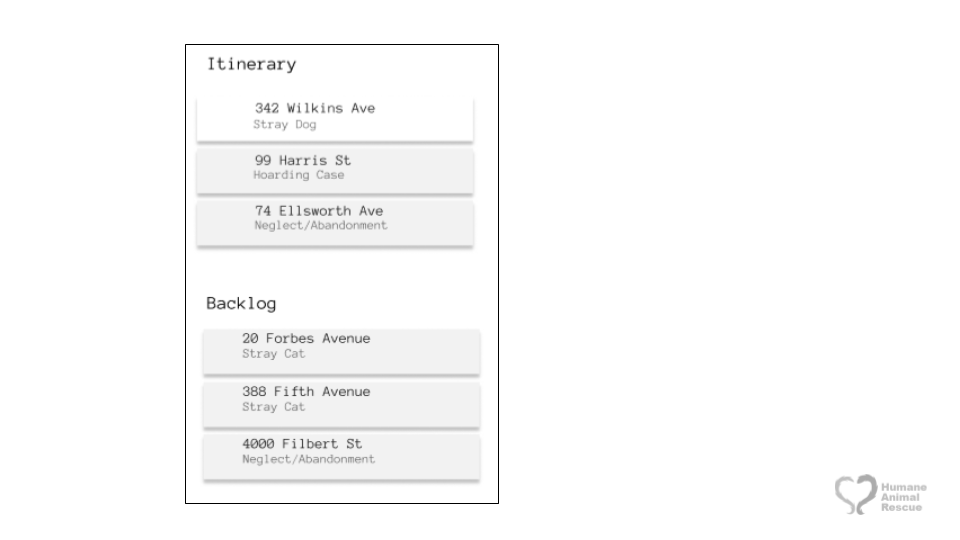 Itinerary
342 Wilkins Ave
Stray Dog
99 Harris St
Hoarding Case
74 Ellsworth Ave
Neglect/Abandonment
Backlog
20 Forbes Avenue
Stray Cat
388 Fifth Avenue
Stray Cat
4000 Filbert St
Neglect/Abandonment
Humane
Animal
Rescue